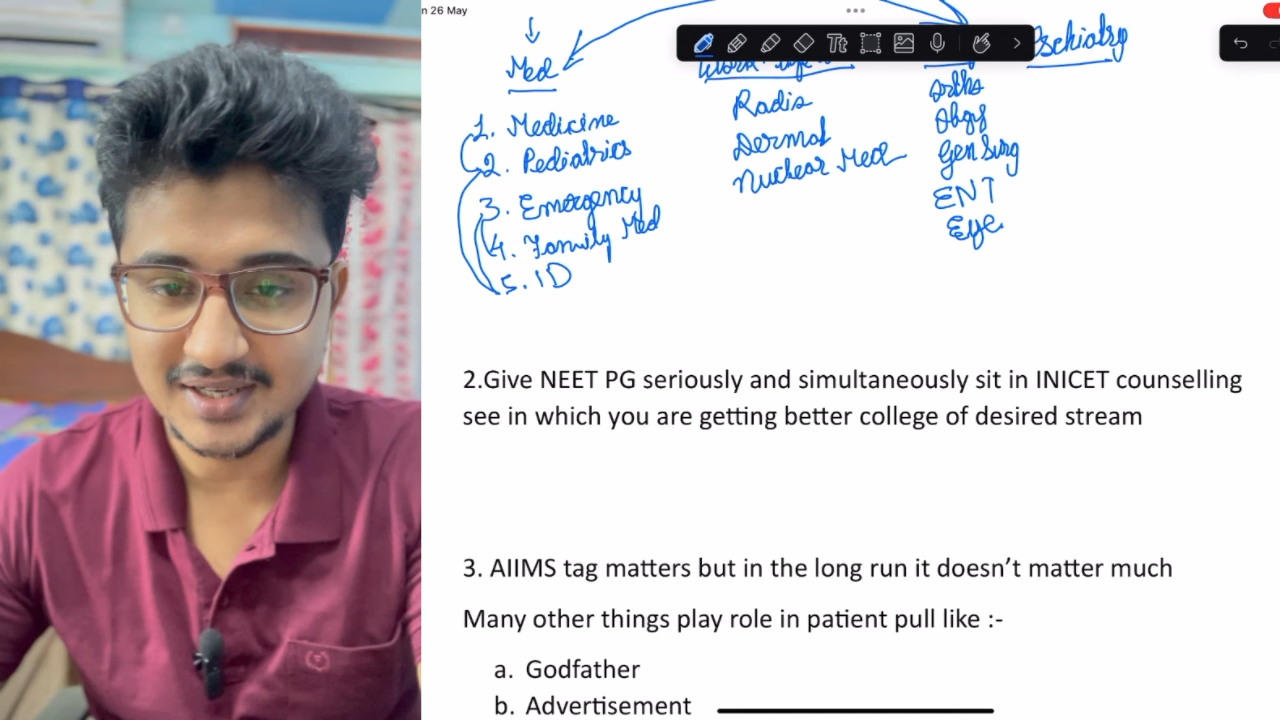 n 26 May
Med
1. Medicine
2. Pediatrics
3. Emergency
4. Family Med
5. ID
Radio
Dermat
Nuclear Med
Ortho
Obgy
Gen Surg
ENT
Eye
Tt
2.Give NEET PG seriously and simultaneously sit in INICET counselling
see in which you are getting better college of desired stream
3. AIIMS tag matters but in the long run it doesn’t matter much
Many other things play role in patient pull like :-
a. Godfather
b. Advertisement